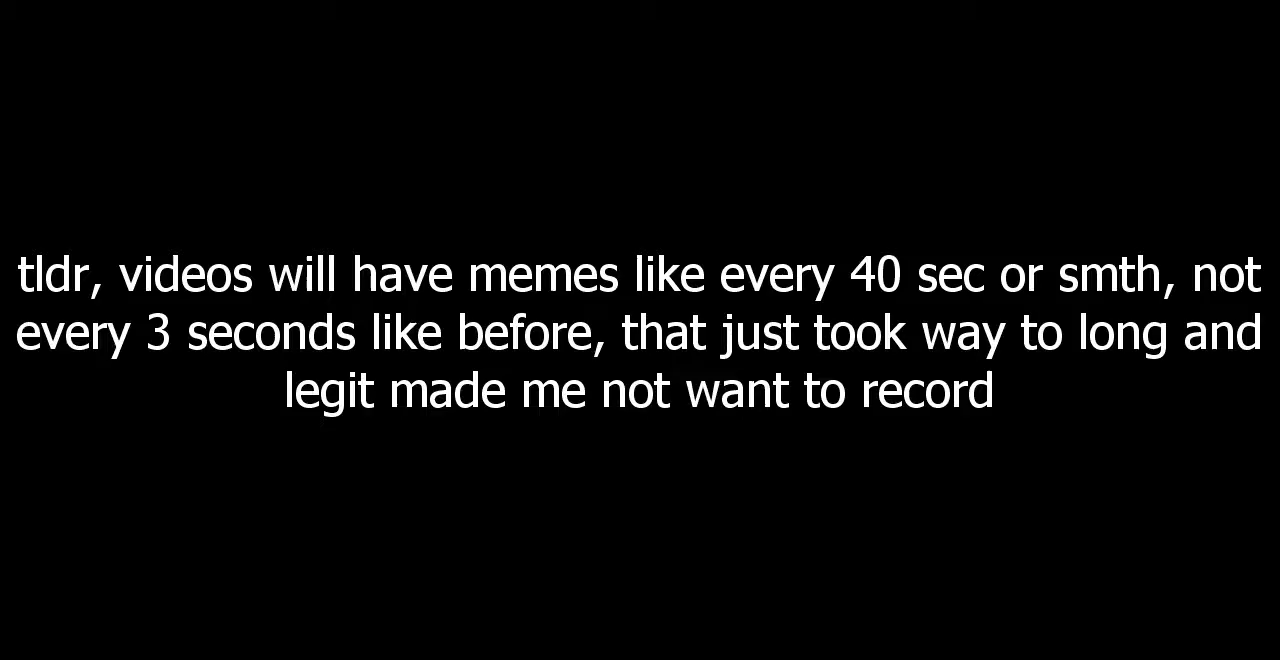 tldr, videos will have memes like every 40 sec or smth, not
every 3 seconds like before, that just took way to long and
legit made me not want to record